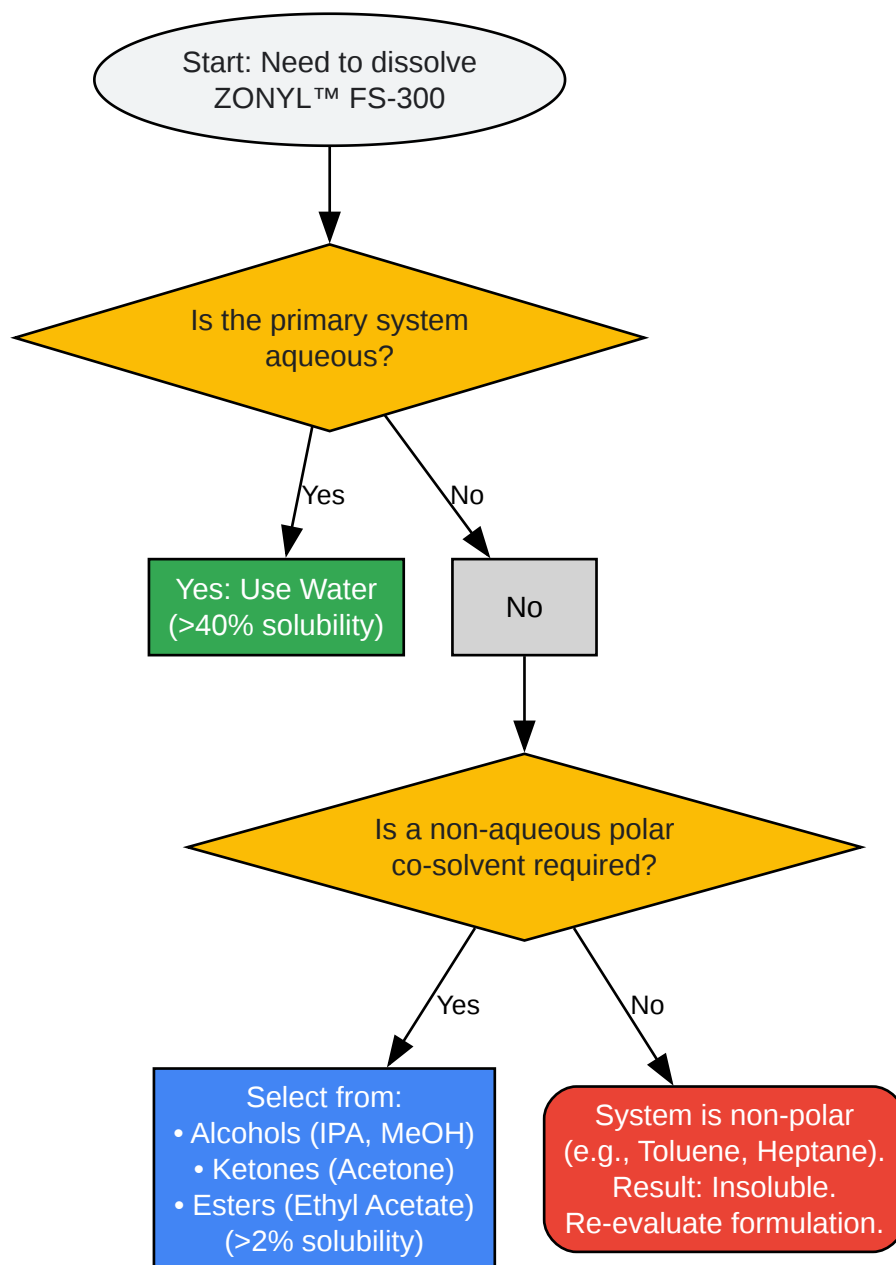 Start: Need to dissolve
ZONYL™ FS-300
Is the primary system
aqueous?
Yes
No
Yes: Use Water
(>40% solubility)
No
Is a non-aqueous polar
co-solvent required?
Yes
No
Select from:
• Alcohols (IPA, MeOH)
• Ketones (Acetone)
• Esters (Ethyl Acetate)
(>2% solubility)
System is non-polar
(e.g., Toluene, Heptane).
Result: Insoluble.
Re-evaluate formulation.